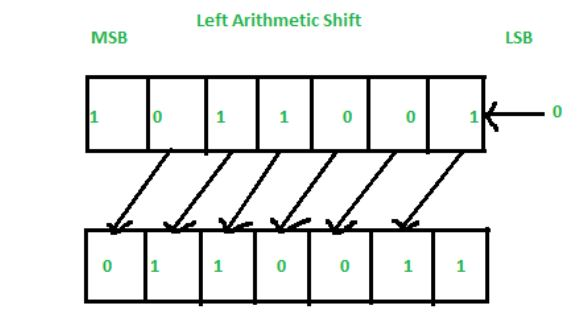 Left Arithmetic Shift
MSB LSB
1 0 1 1 0 0 1 0
0 1 1 0 0 1 1